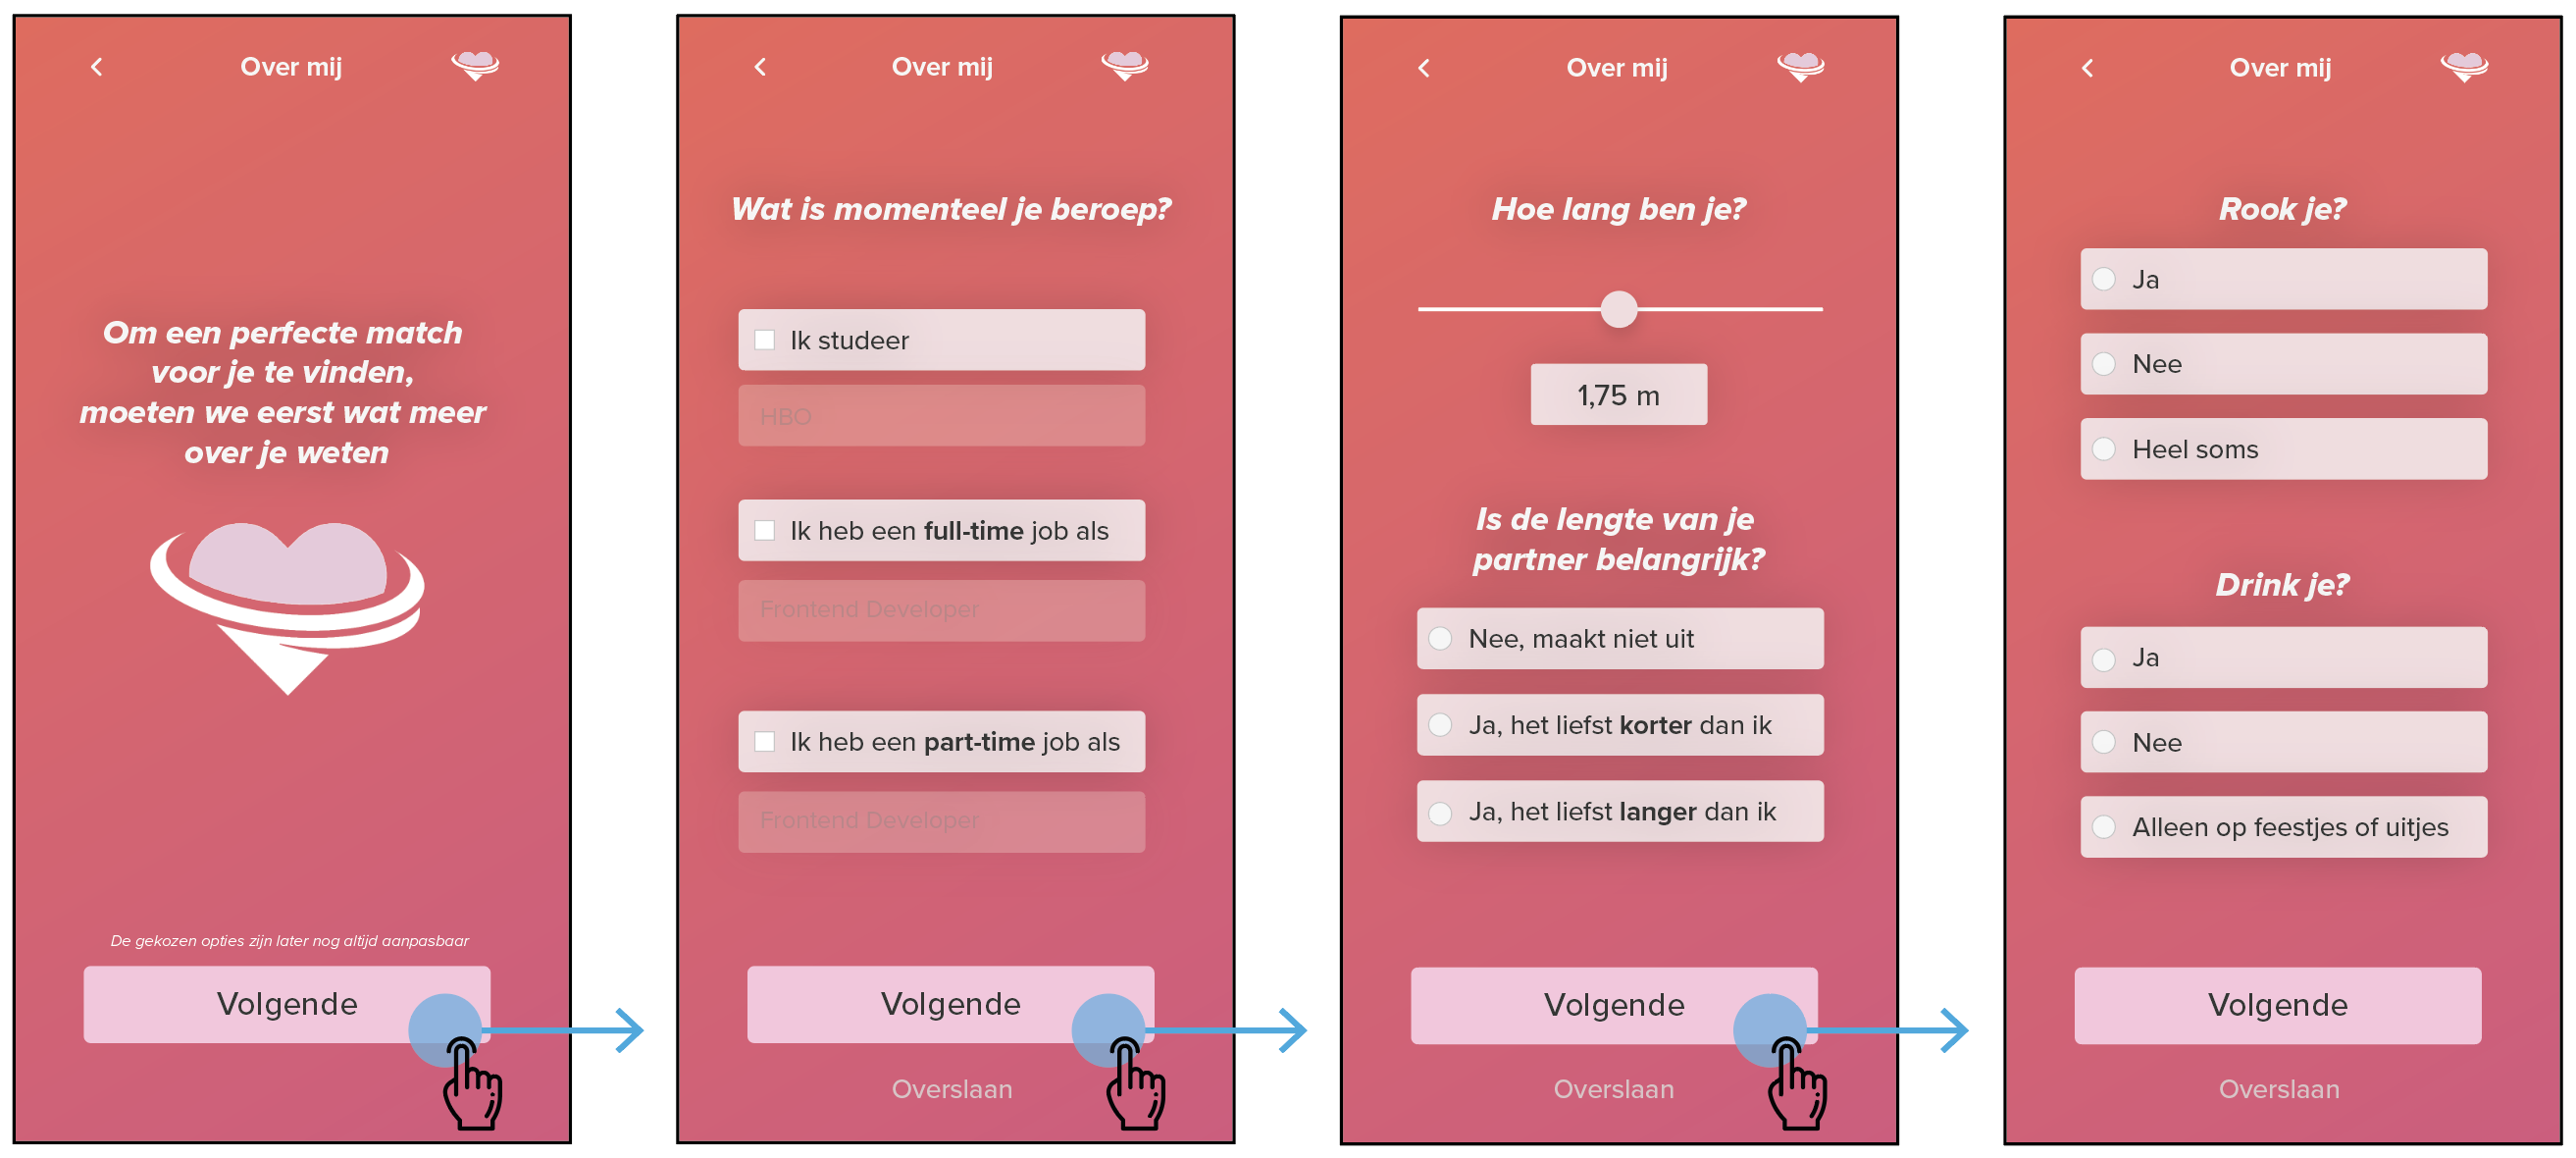 Over mij
Om een perfecte match
voor je te vinden,
moeten we eerst wat meer
over je weten
De gekozen opties zijn later nog altijd aanpasbaar
Volgende
Over mij
Wat is momenteel je beroep?
Ik studeer
HBO
Ik heb een full-time job als
Frontend Developer
Ik heb een part-time job als
Frontend Developer
Volgende
Overslaan
Over mij
Hoe lang ben je?
1,75 m
Is de lengte van je
partner belangrijk?
Nee, maakt niet uit
Ja, het liefst korter dan ik
Ja, het liefst langer dan ik
Volgende
Overslaan
Over mij
Rook je?
Ja
Nee
Heel soms
Drink je?
Ja
Nee
Alleen op feestjes of uitjes
Volgende
Overslaan